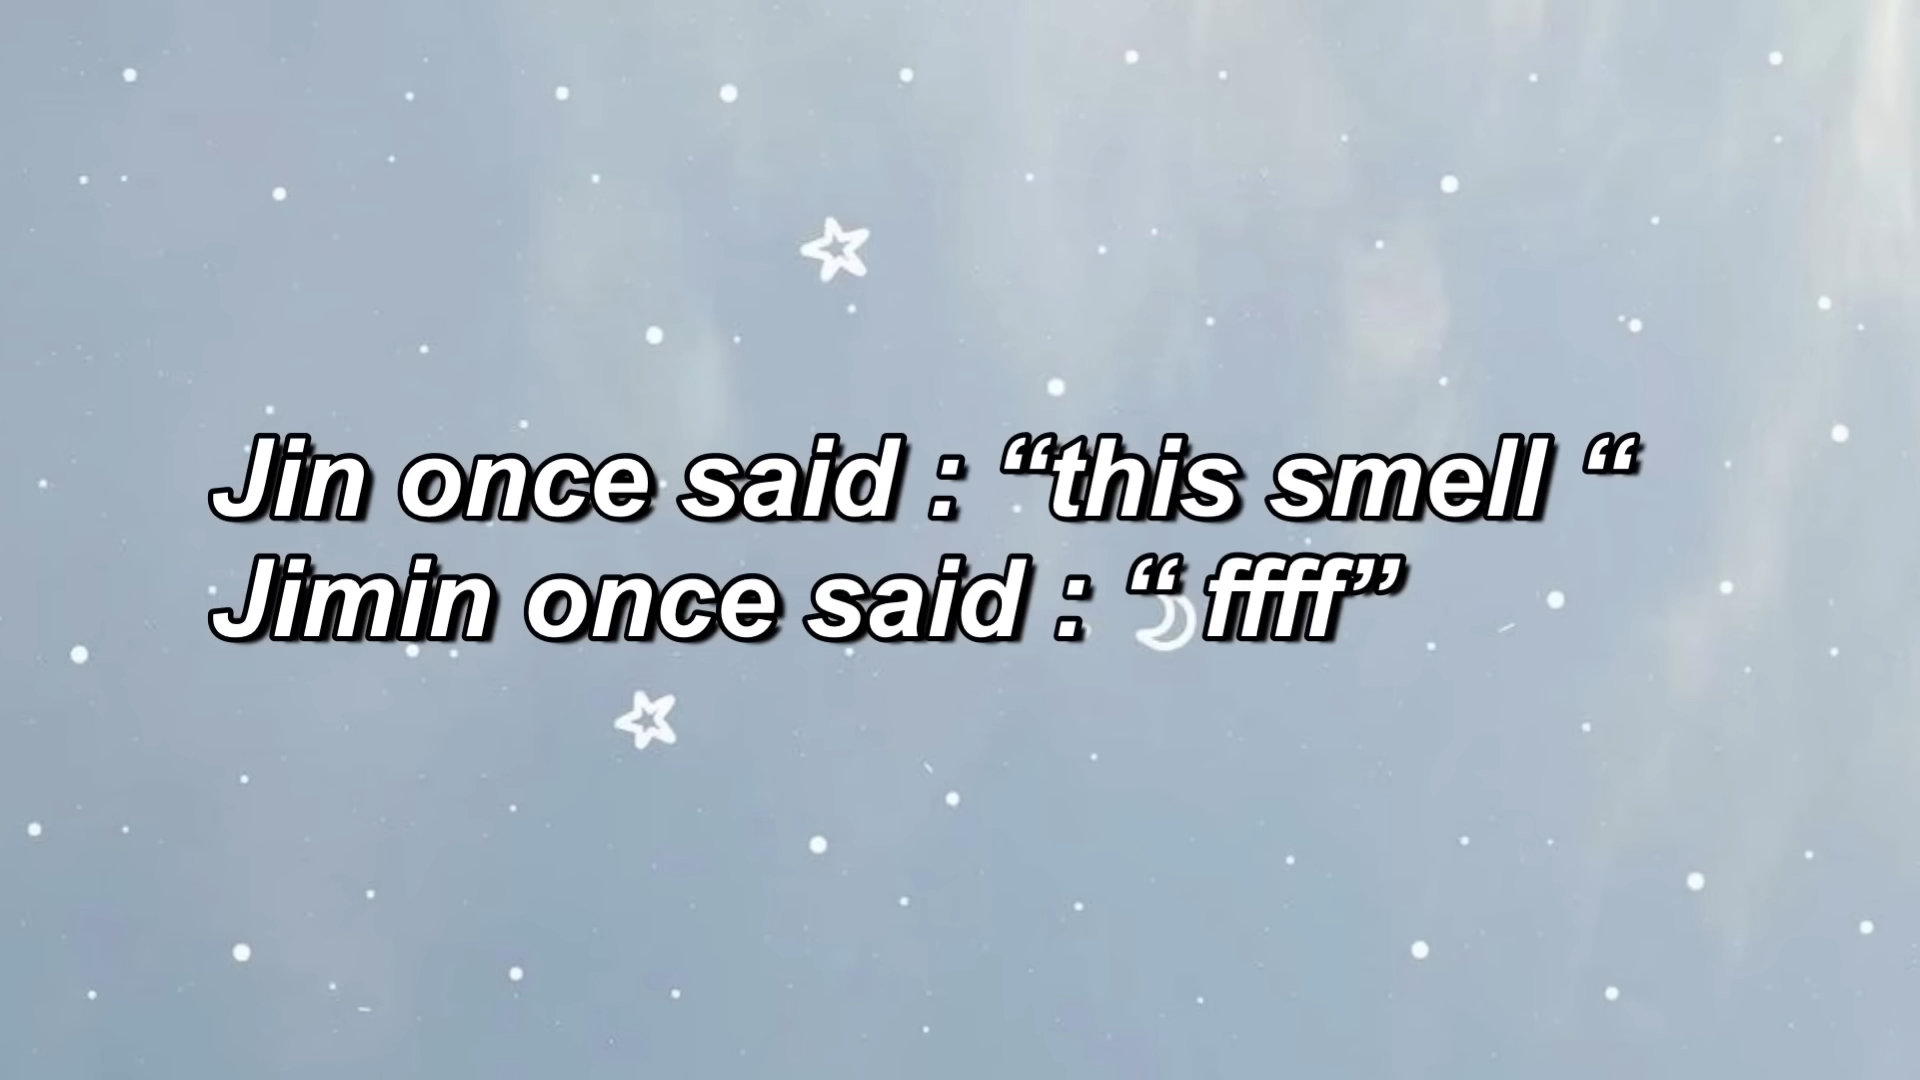 Jin once said : “this smell “
Jimin once said : “ ffff”